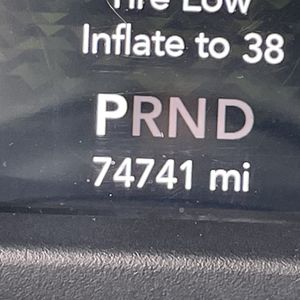 Tire Low
Inflate to 38
PRND
74741 mi